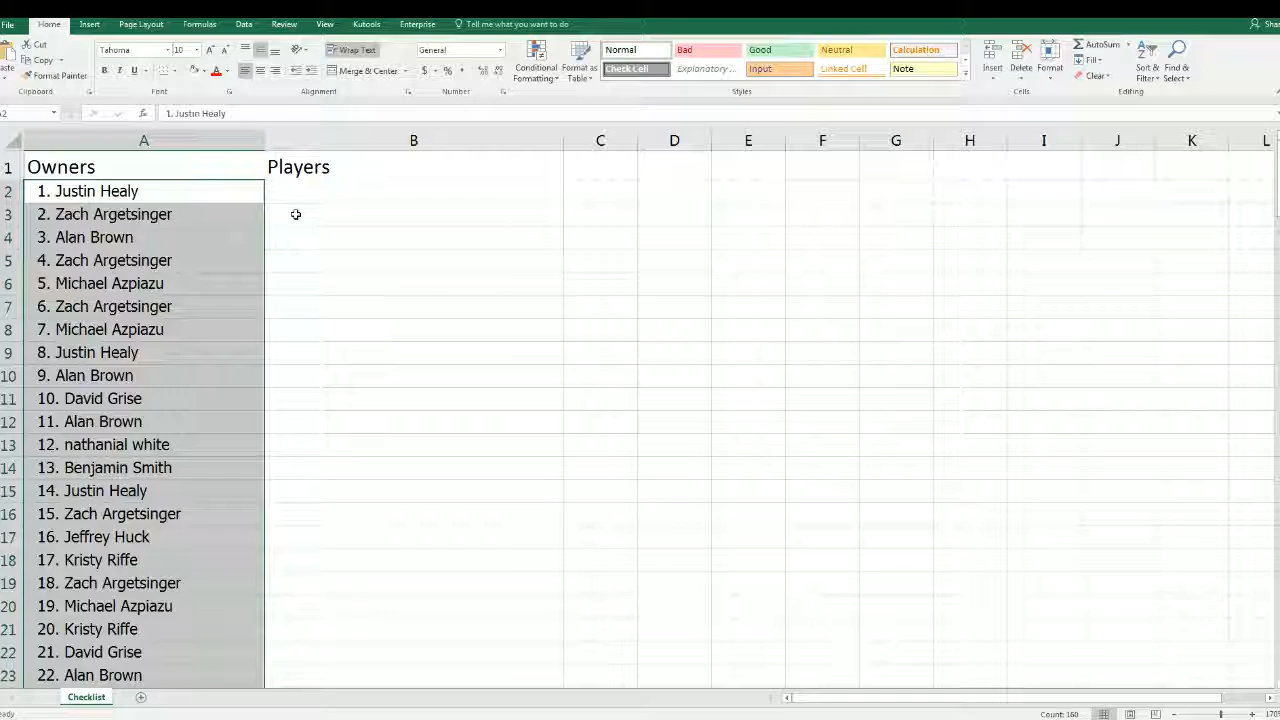 File Home Insert Page Layout Formulas Data Review View Kutools Enterprise Tell me what you want to do
Cut
Copy
Format Painter
Clipboard
Tahoma 10
B I U
Font
Wrap Text
Merge & Center
Alignment
General
$ % ,
Number
Conditional Formatting
Format as Table
Normal Bad Good Neutral Calculation
Check Cell Explanatory ... Input Linked Cell Note
Styles
Insert Delete Format
Cells
AutoSum
Fill
Clear
Sort & Filter
Find & Select
Editing
fx 1. Justin Healy
A B C D E F G H I J K L
1 Owners Players
2 1. Justin Healy
3 2. Zach Argetsinger
4 3. Alan Brown
5 4. Zach Argetsinger
6 5. Michael Azpiazu
7 6. Zach Argetsinger
8 7. Michael Azpiazu
9 8. Justin Healy
10 9. Alan Brown
11 10. David Grise
12 11. Alan Brown
13 12. nathanial white
14 13. Benjamin Smith
15 14. Justin Healy
16 15. Zach Argetsinger
17 16. Jeffrey Huck
18 17. Kristy Riffe
19 18. Zach Argetsinger
20 19. Michael Azpiazu
21 20. Kristy Riffe
22 21. David Grise
23 22. Alan Brown
Checklist
Count: 160